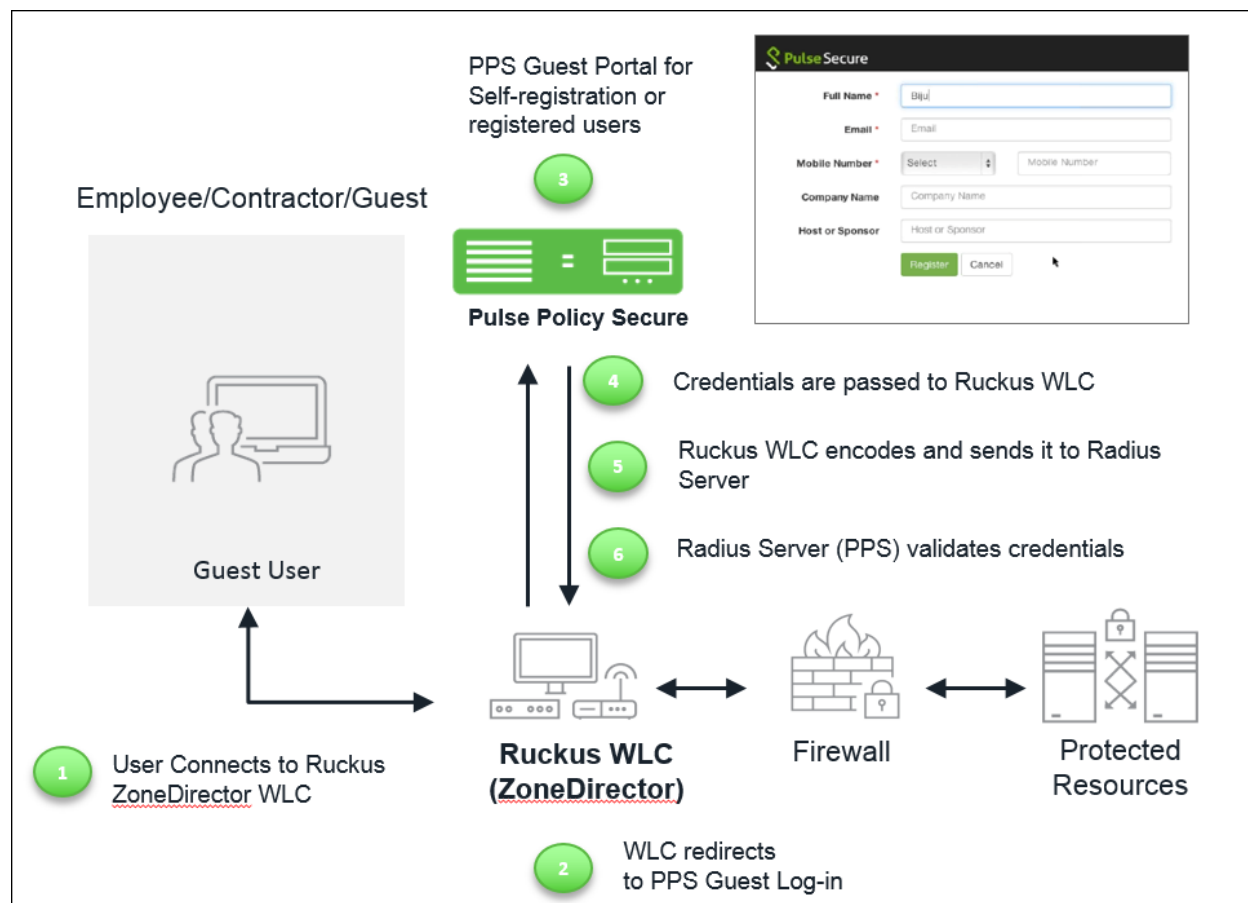 PPS Guest Portal for
Self-registration or
registered users
3
PulseSecure
Full Name *
Biju
Email *
Email
Mobile Number *
Select
Mobile Number
Company Name
Company Name
Host or Sponsor
Host or Sponsor
Register
Cancel
Employee/Contractor/Guest
Guest User
Pulse Policy Secure
4
Credentials are passed to Ruckus WLC
5
Ruckus WLC encodes and sends it to Radius
Server
6
Radius Server (PPS) validates credentials
1
User Connects to Ruckus
ZoneDirector WLC
Ruckus WLC
(ZoneDirector)
Firewall
Protected
Resources
2
WLC redirects
to PPS Guest Log-in